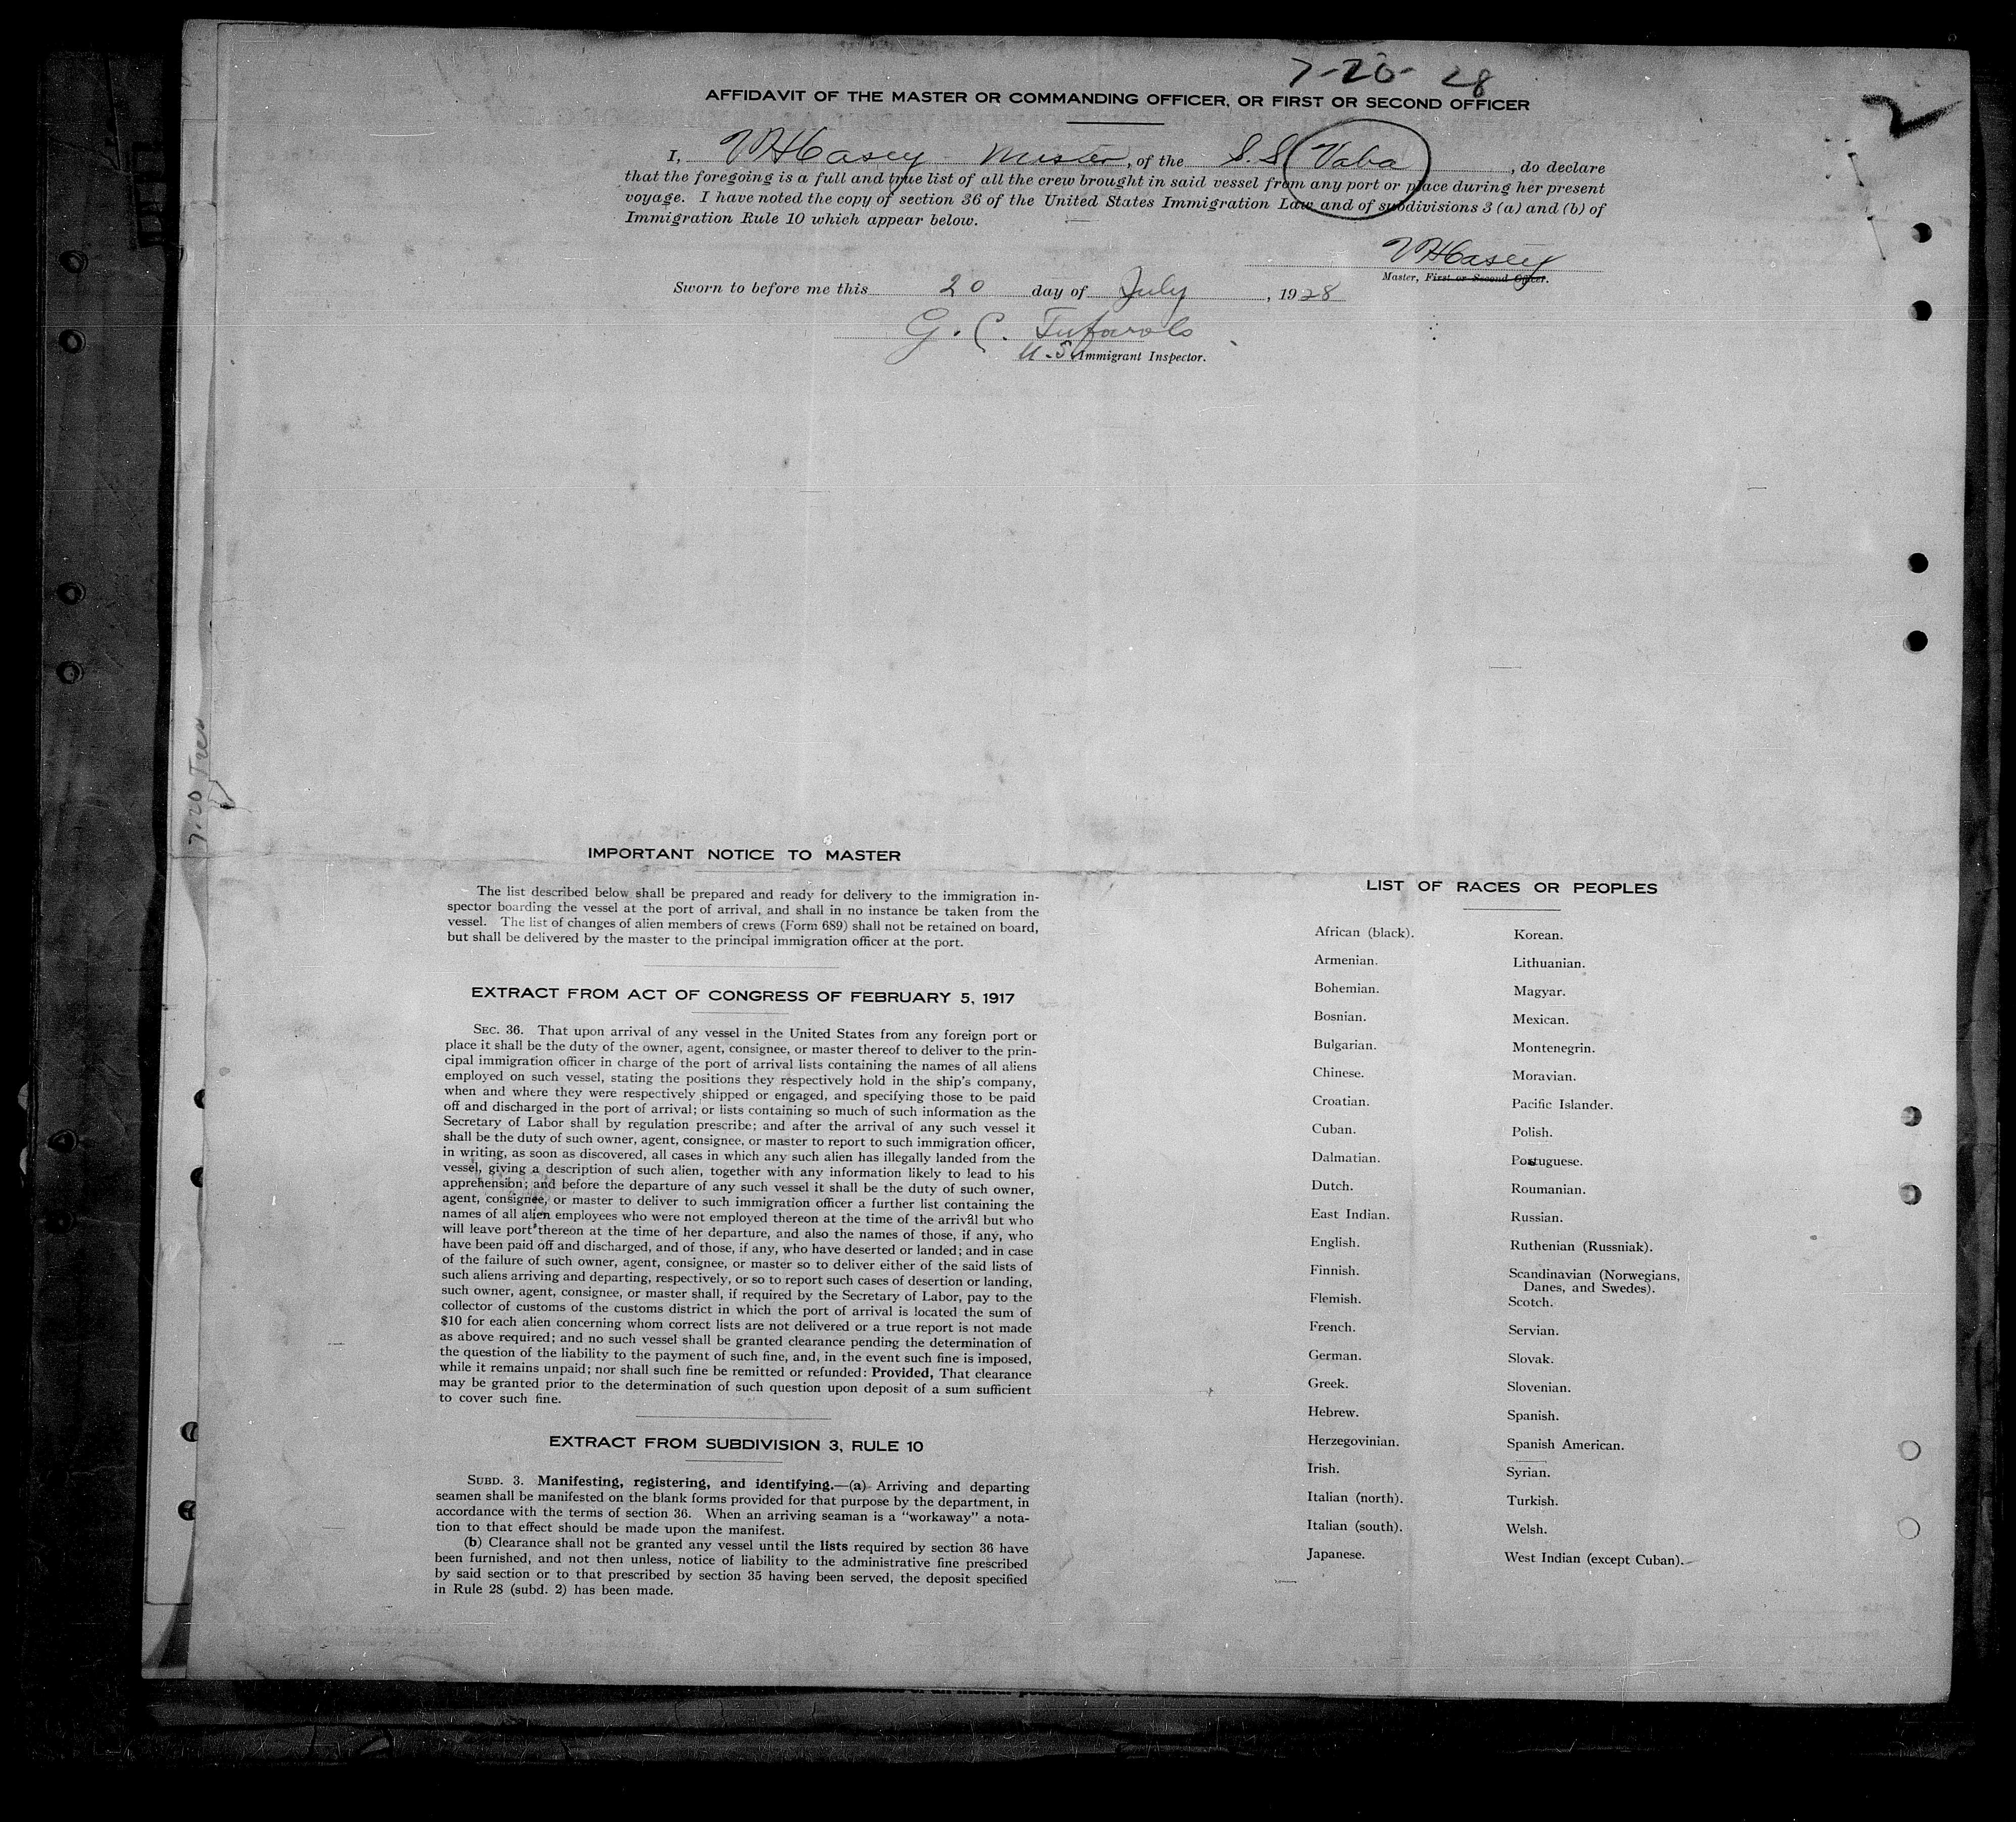 7-20-28
2
AFFIDAVIT OF THE MASTER OR COMMANDING OFFICER, OR FIRST OR SECOND OFFICER
I, V H Casey - Master, of the S. S. Vaba, do declare
that the foregoing is a full and true list of all the crew brought in said vessel from any port or place during her present
voyage. I have noted the copy of section 36 of the United States Immigration Law and of subdivisions 3 (a) and (b) of
Immigration Rule 10 which appear below.
V H Casey
Master, First or Second Officer.
Sworn to before me this 20 day of July, 1928
G. C.
U.S. Immigrant Inspector.
7-20
IMPORTANT NOTICE TO MASTER
The list described below shall be prepared and ready for delivery to the immigration in-
spector boarding the vessel at the port of arrival, and shall in no instance be taken from the
vessel. The list of changes of alien members of crews (Form 689) shall not be retained on board,
but shall be delivered by the master to the principal immigration officer at the port.
EXTRACT FROM ACT OF CONGRESS OF FEBRUARY 5, 1917
SEC. 36. That upon arrival of any vessel in the United States from any foreign port or
place it shall be the duty of the owner, agent, consignee, or master thereof to deliver to the prin-
cipal immigration officer in charge of the port of arrival lists containing the names of all aliens
employed on such vessel, stating the positions they respectively hold in the ship's company,
when and where they were respectively shipped or engaged, and specifying those to be paid
off and discharged in the port of arrival; or lists containing so much of such information as the
Secretary of Labor shall by regulation prescribe; and after the arrival of any such vessel it
shall be the duty of such owner, agent, consignee, or master to report to such immigration officer,
in writing, as soon as discovered, all cases in which any such alien has illegally landed from the
vessel, giving a description of such alien, together with any information likely to lead to his
apprehension; and before the departure of any such vessel it shall be the duty of such owner,
agent, consignee, or master to deliver to such immigration officer a further list containing the
names of all alien employees who were not employed thereon at the time of the arrival but who
will leave port thereon at the time of her departure, and also the names of those, if any, who
have been paid off and discharged, and of those, if any, who have deserted or landed; and in case
of the failure of such owner, agent, consignee, or master so to deliver either of the said lists of
such aliens arriving and departing, respectively, or so to report such cases of desertion or landing,
such owner, agent, consignee, or master shall, if required by the Secretary of Labor, pay to the
collector of customs of the customs district in which the port of arrival is located the sum of
$10 for each alien concerning whom correct lists are not delivered or a true report is not made
as above required; and no such vessel shall be granted clearance pending the determination of
the question of the liability to the payment of such fine, and, in the event such fine is imposed,
while it remains unpaid; nor shall such fine be remitted or refunded: Provided, That clearance
may be granted prior to the determination of such question upon deposit of a sum sufficient
to cover such fine.
EXTRACT FROM SUBDIVISION 3, RULE 10
SUBD. 3. Manifesting, registering, and identifying.—(a) Arriving and departing
seamen shall be manifested on the blank forms provided for that purpose by the department, in
accordance with the terms of section 36. When an arriving seaman is a "workaway" a nota-
tion to that effect should be made upon the manifest.
(b) Clearance shall not be granted any vessel until the lists required by section 36 have
been furnished, and not then unless, notice of liability to the administrative fine prescribed
by said section or to that prescribed by section 35 having been served, the deposit specified
in Rule 28 (subd. 2) has been made.
LIST OF RACES OR PEOPLES
African (black).
Armenian.
Bohemian.
Bosnian.
Bulgarian.
Chinese.
Croatian.
Cuban.
Dalmatian.
Dutch.
East Indian.
English.
Finnish.
Flemish.
French.
German.
Greek.
Hebrew.
Herzegovinian.
Irish.
Italian (north).
Italian (south).
Japanese.
Korean.
Lithuanian.
Magyar.
Mexican.
Montenegrin.
Moravian.
Pacific Islander.
Polish.
Portuguese.
Roumanian.
Russian.
Ruthenian (Russniak).
Scandinavian (Norwegians,
Danes, and Swedes).
Scotch.
Servian.
Slovak.
Slovenian.
Spanish.
Spanish American.
Syrian.
Turkish.
Welsh.
West Indian (except Cuban).